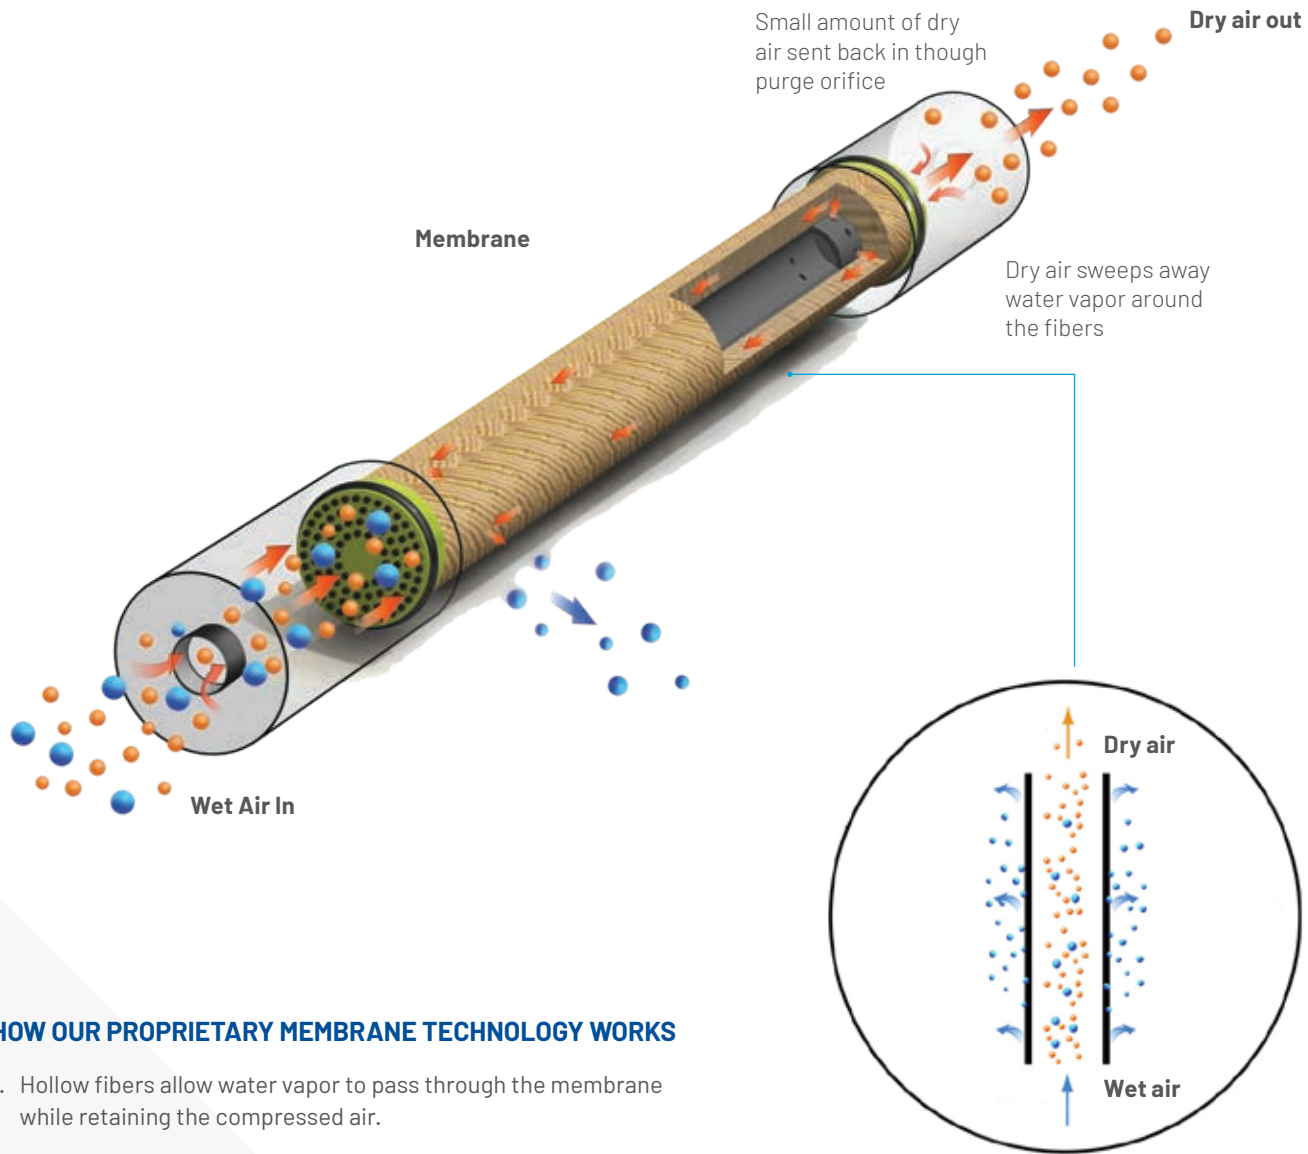 Small amount of dry
air sent back in though
purge orifice
Dry air out
Membrane
Dry air sweeps away
water vapor around
the fibers
Wet Air In
Dry air
Wet air
HOW OUR PROPRIETARY MEMBRANE TECHNOLOGY WORKS
. Hollow fibers allow water vapor to pass through the membrane
while retaining the compressed air.